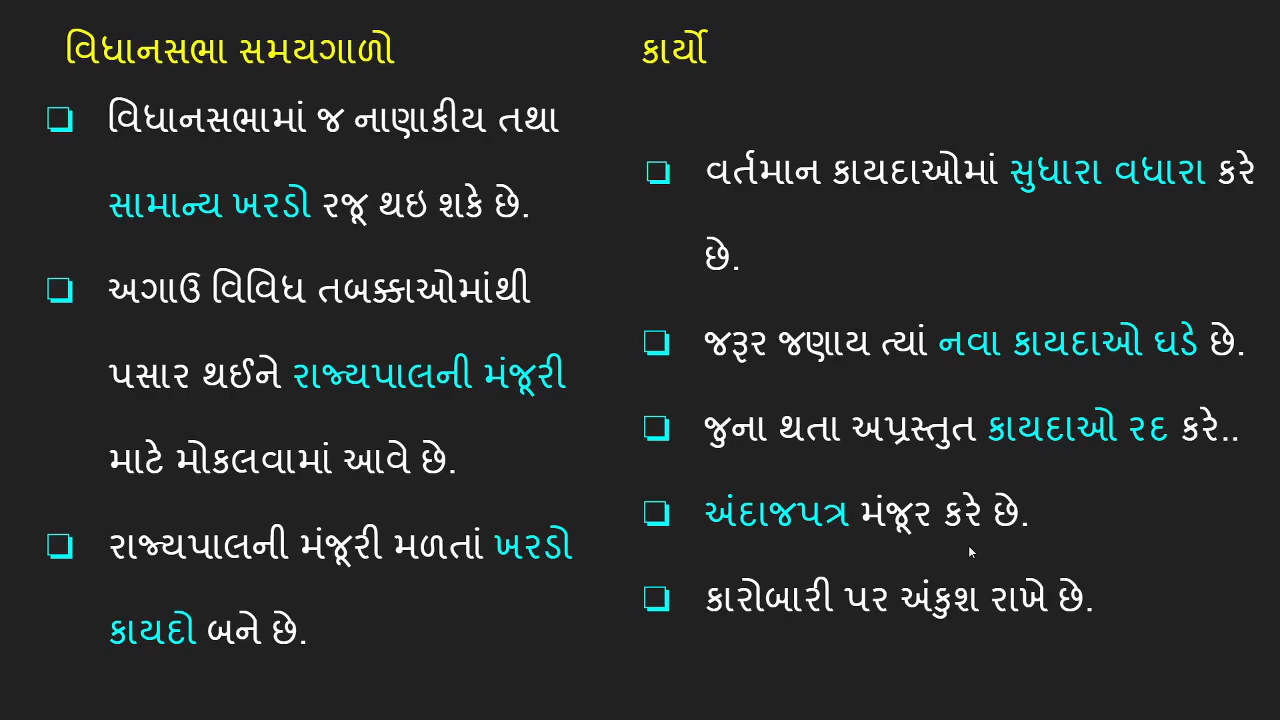 વિધાનસભા સમયગાળો
વિધાનસભામાં જ નાણાકીય તથા
સામાન્ય ખરડો રજૂ થઇ શકે છે.
અગાઉ વિવિધ તબક્કાઓમાંથી
પસાર થઈને રાજ્યપાલની મંજૂરી
માટે મોકલવામાં આવે છે.
રાજ્યપાલની મંજૂરી મળતાં ખરડો
કાયદો બને છે.
કાર્યો
વર્તમાન કાયદાઓમાં સુધારા વધારા કરે
છે.
જરૂર જણાય ત્યાં નવા કાયદાઓ ઘડે છે.
જુના થતા અપ્રસ્તુત કાયદાઓ રદ કરે..
અંદાજપત્ર મંજૂર કરે છે.
કારોબારી પર અંકુશ રાખે છે.